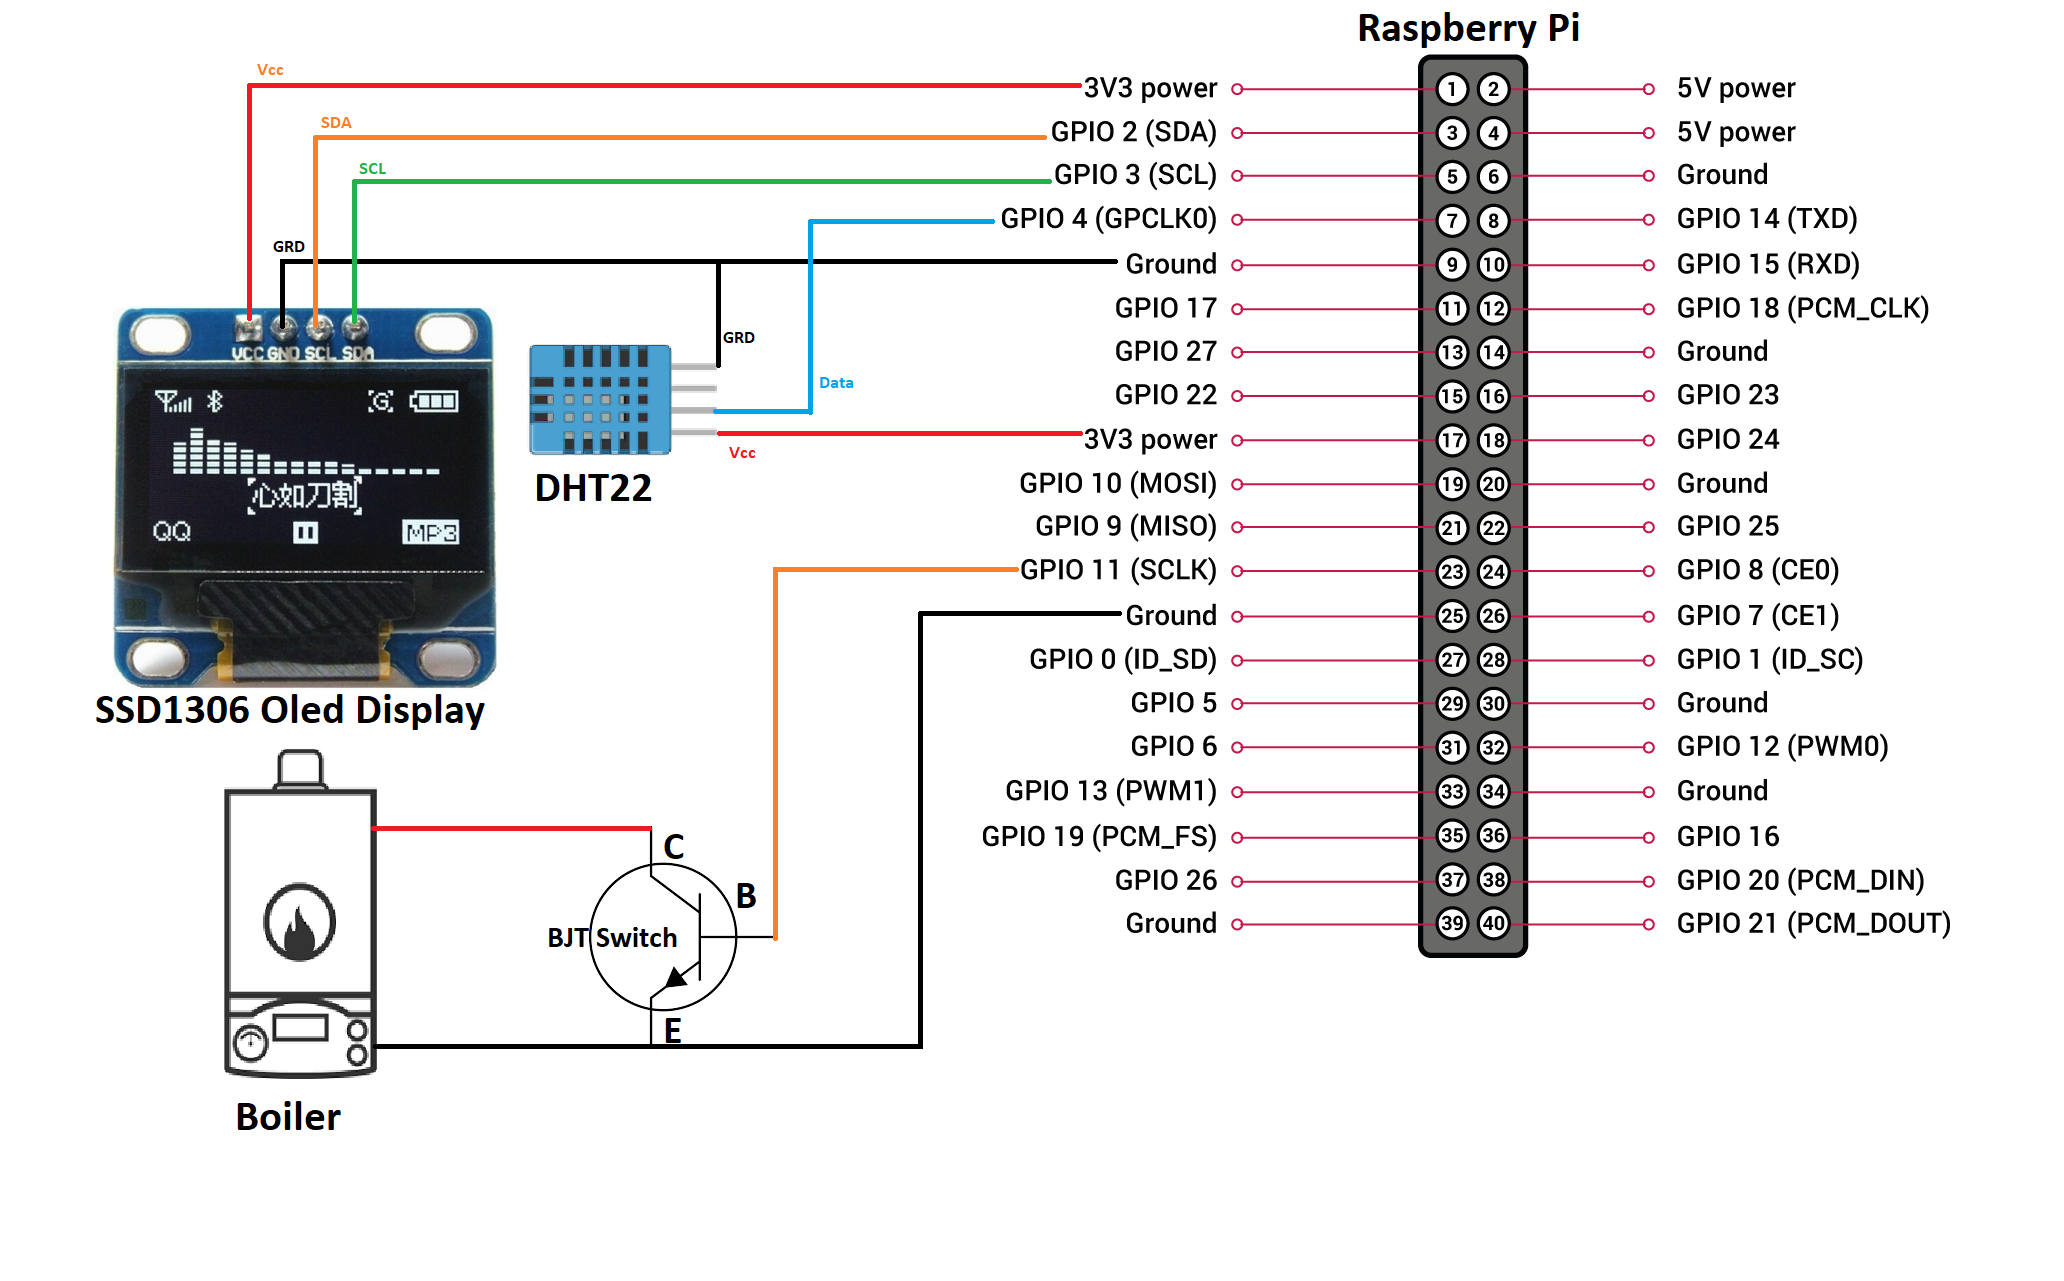 Raspberry Pi
Vcc
3V3 power
1
2
5V power
SDA
GPIO 2 (SDA)
3
4
5V power
SCL
GPIO 3 (SCL)
5
6
Ground
GPIO 4 (GPCLK0)
7
8
GPIO 14 (TXD)
GRD
Ground
9
10
GPIO 15 (RXD)
GPIO 17
11
12
GPIO 18 (PCM_CLK)
GRD
VCC GND SCL SDA
GPIO 27
13
14
Ground
Data
GPIO 22
15
16
GPIO 23
G
3V3 power
17
18
GPIO 24
Vcc
DHT22
GPIO 10 (MOSI)
19
20
Ground
心如刀割
QQ
MP3
GPIO 9 (MISO)
21
22
GPIO 25
GPIO 11 (SCLK)
23
24
GPIO 8 (CE0)
Ground
25
26
GPIO 7 (CE1)
GPIO 0 (ID_SD)
27
28
GPIO 1 (ID_SC)
SSD1306 Oled Display
GPIO 5
29
30
Ground
GPIO 6
31
32
GPIO 12 (PWM0)
GPIO 13 (PWM1)
33
34
Ground
GPIO 19 (PCM_FS)
35
36
GPIO 16
C
B
GPIO 26
37
38
GPIO 20 (PCM_DIN)
Ground
39
40
GPIO 21 (PCM_DOUT)
BJT Switch
E
Boiler